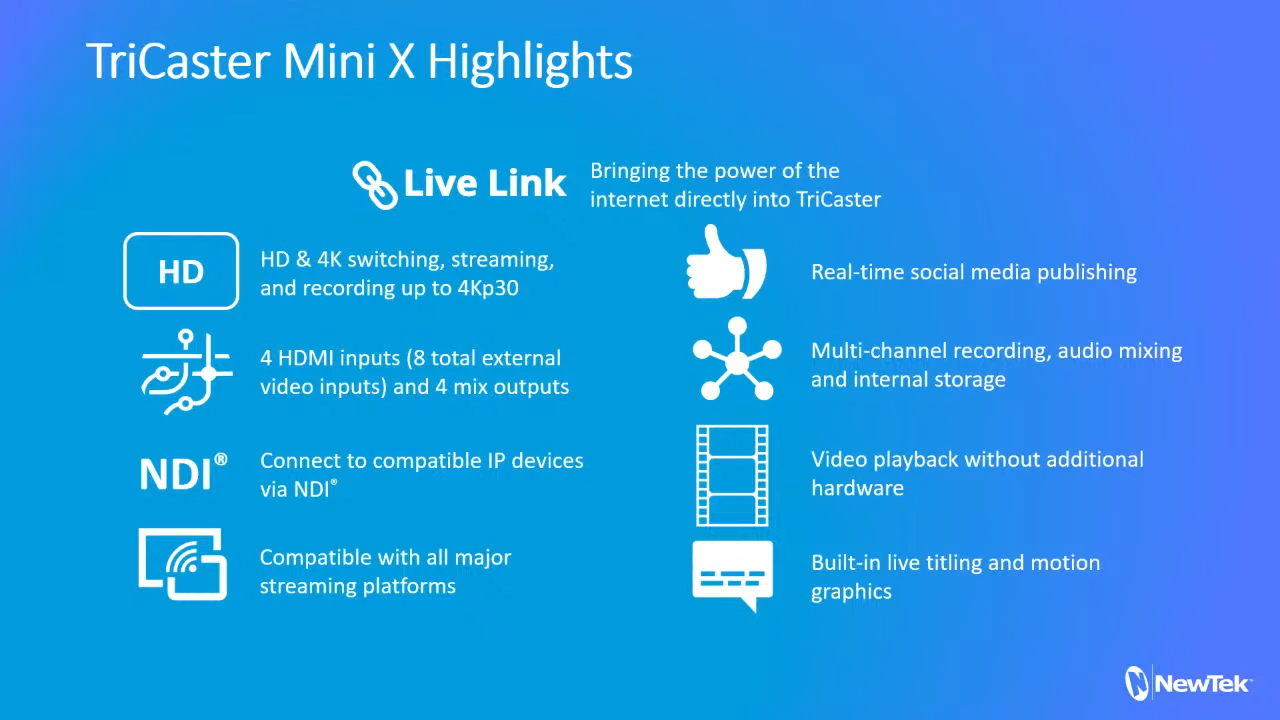 TriCaster Mini X Highlights
Live Link
Bringing the power of the
internet directly into TriCaster
HD
HD & 4K switching, streaming,
and recording up to 4Kp30
4 HDMI inputs (8 total external
video inputs) and 4 mix outputs
NDI®
Connect to compatible IP devices
via NDI®
Compatible with all major
streaming platforms
Real-time social media publishing
Multi-channel recording, audio mixing
and internal storage
Video playback without additional
hardware
Built-in live titling and motion
graphics
NewTek™